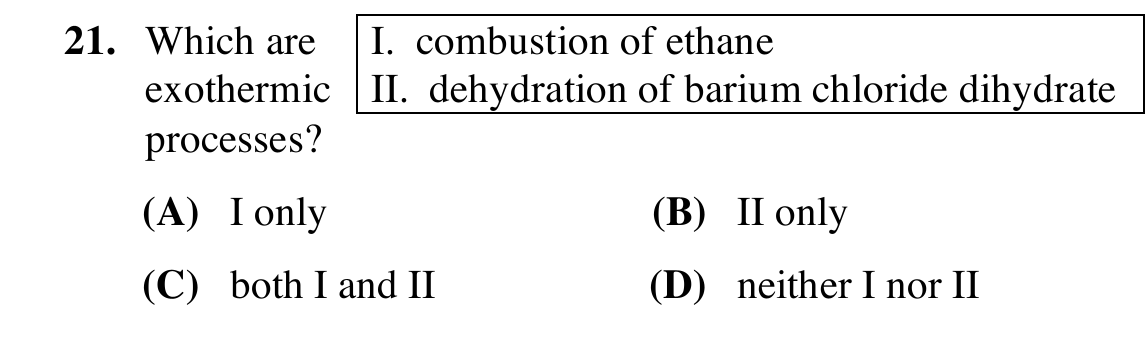 21. Which are exothermic processes?
I. combustion of ethane
II. dehydration of barium chloride dihydrate
(A) I only
(B) II only
(C) both I and II
(D) neither I nor II